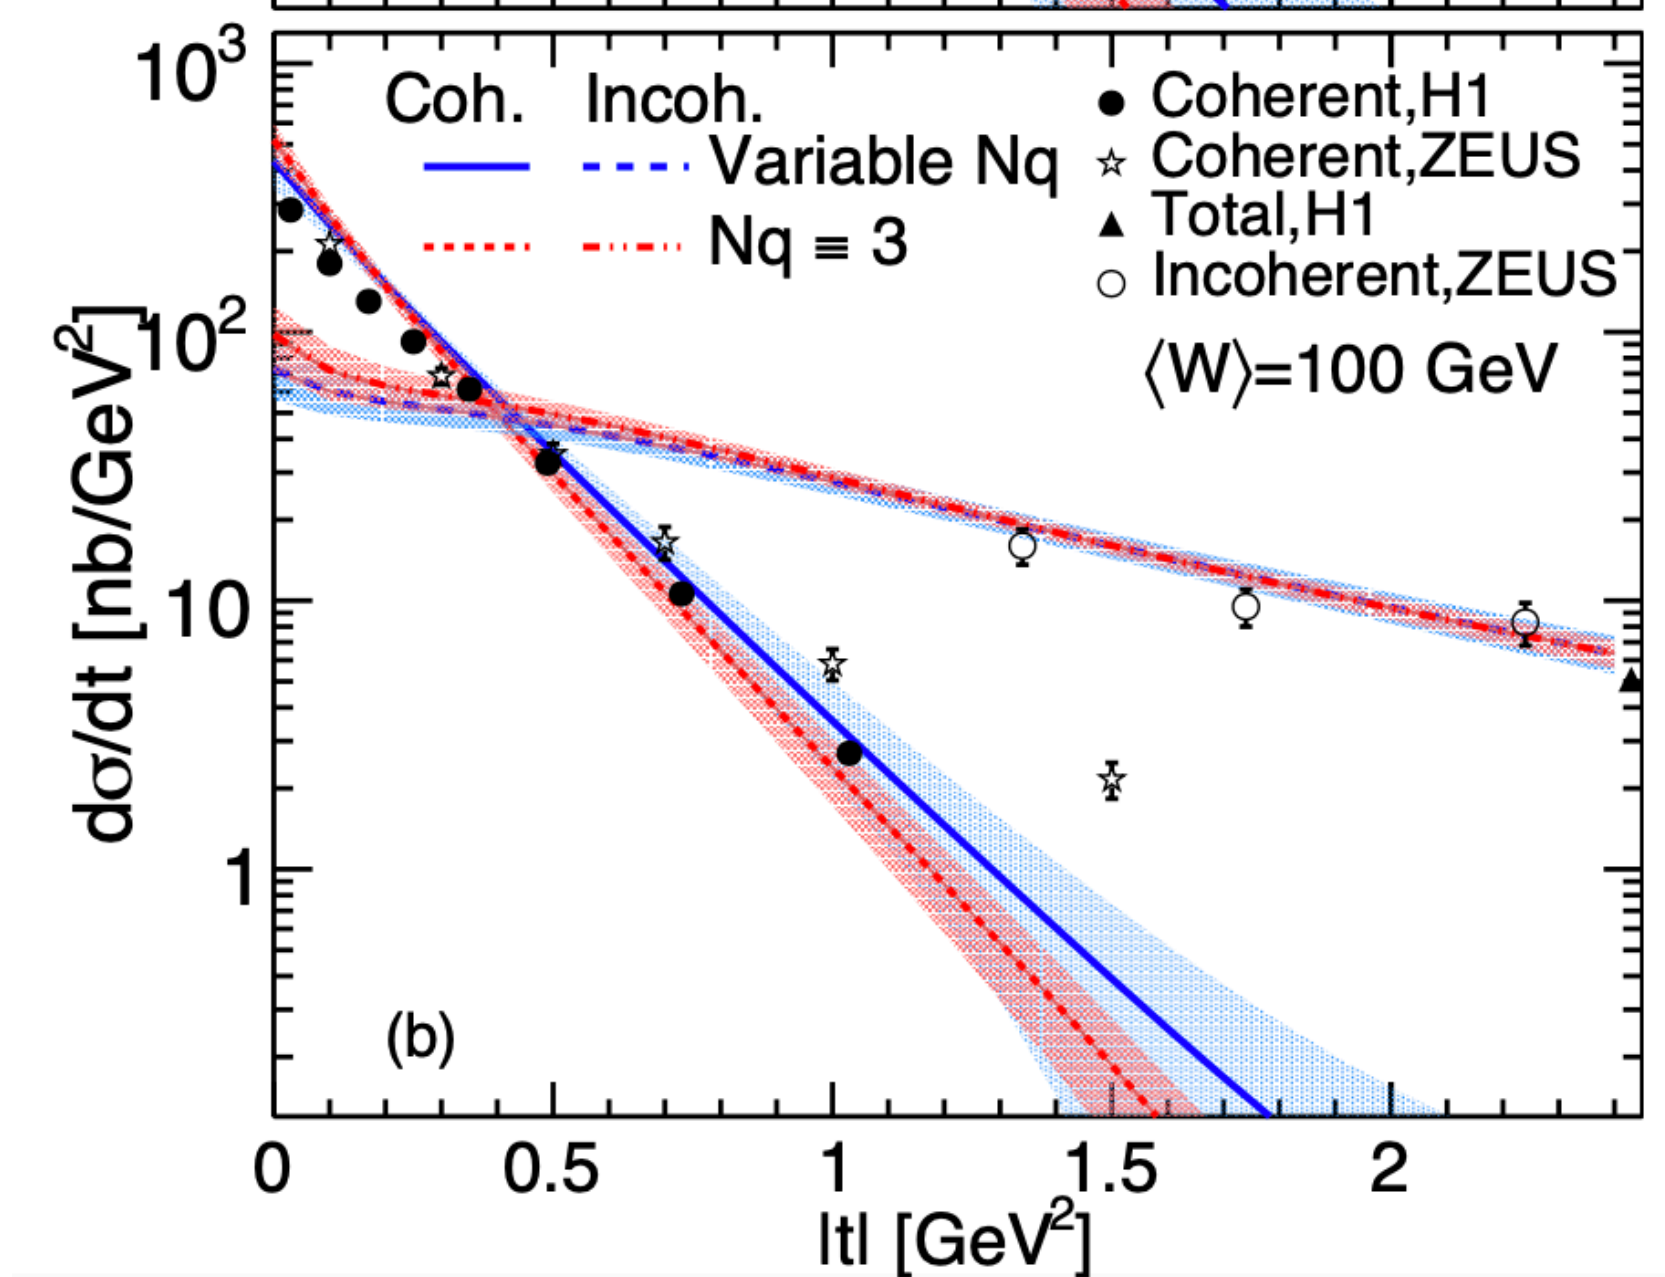 10³
10²
10
1
dσ/dt [nb/GeV²]
Coh. Incoh.
Variable Nq
Nq ≡ 3
Coherent,H1
Coherent,ZEUS
Total,H1
Incoherent,ZEUS
⟨W⟩=100 GeV
(b)
0 0.5 1 1.5 2
|t| [GeV²]